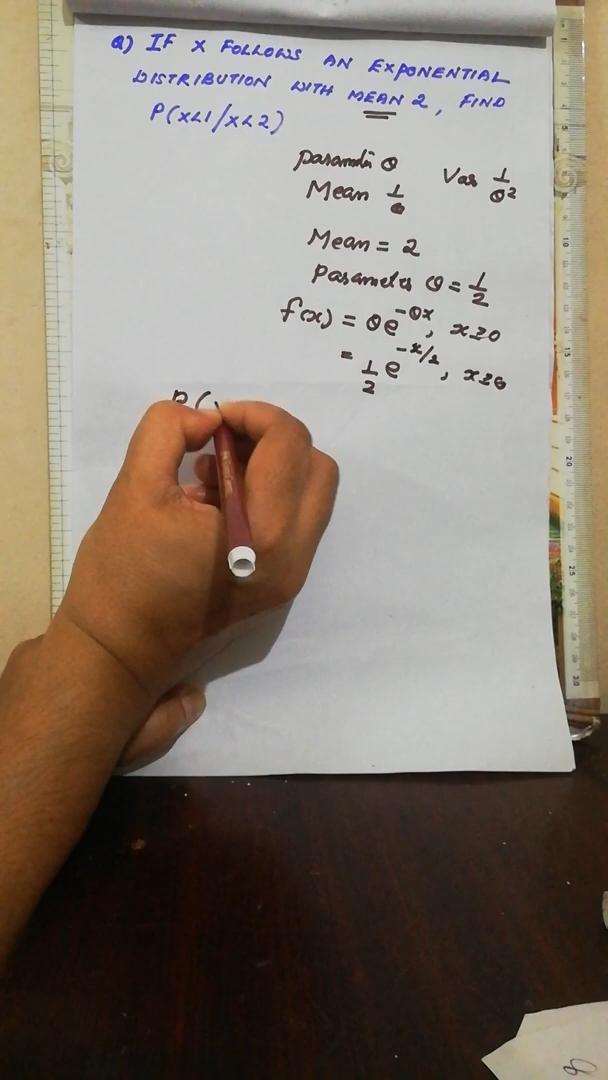 Q) IF X FOLLOWS AN EXPONENTIAL
DISTRIBUTION WITH MEAN 2, FIND
P(X<1/X<2)
Mean 1/θ
Var 1/θ²
Mean = 2
Parameter θ = 1/2
f(x) = θe^-θx, x≥0
= 1/2 e^-x/2, x≥0
P(